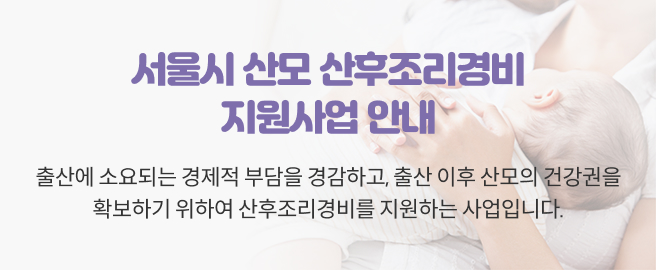 서울시 산모 산후조리경비
지원사업 안내
출산에 소요되는 경제적 부담을 경감하고, 출산 이후 산모의 건강권을
확보하기 위하여 산후조리경비를 지원하는 사업입니다.